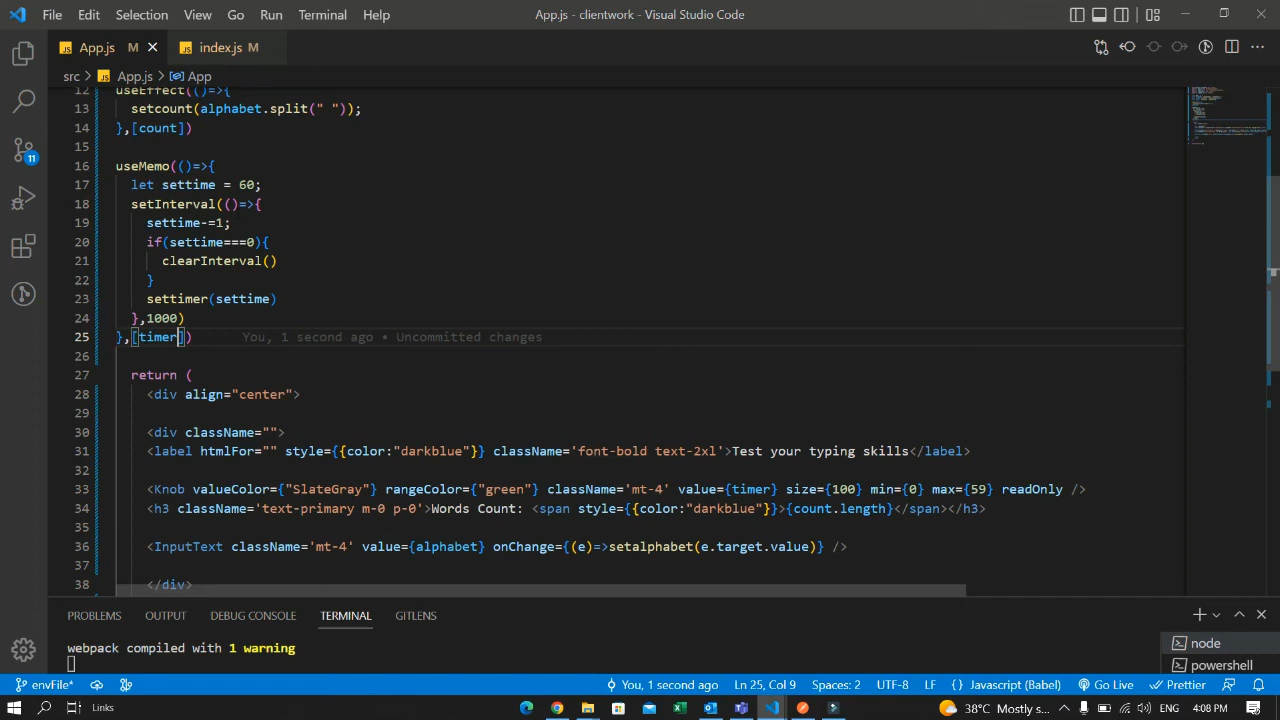 File Edit Selection View Go Run Terminal Help App.js - clientwork - Visual Studio Code
JS App.js M JS index.js M
src > JS App.js > App
12 useEffect(()=>{
13 setcount(alphabet.split(" "));
14 },[count])
15
16 useMemo(()=>{
17 let settime = 60;
18 setInterval(()=>{
19 settime-=1;
20 if(settime===0){
21 clearInterval()
22 }
23 settimer(settime)
24 },1000)
25 },[timer]) You, 1 second ago • Uncommitted changes
26
27 return (
28 <div align="center">
29
30 <div className="">
31 <label htmlFor="" style={{color:"darkblue"}} className='font-bold text-2xl'>Test your typing skills</label>
32
33 <Knob valueColor={"SlateGray"} rangeColor={"green"} className='mt-4' value={timer} size={100} min={0} max={59} readOnly />
34 <h3 className='text-primary m-0 p-0'>Words Count: <span style={{color:"darkblue"}}>{count.length}</span></h3>
35
36 <InputText className='mt-4' value={alphabet} onChange={(e)=>setalphabet(e.target.value)} />
37
38 </div>
11
PROBLEMS OUTPUT DEBUG CONSOLE TERMINAL GITLENS
webpack compiled with 1 warning
node
powershell
envFile* You, 1 second ago Ln 25, Col 9 Spaces: 2 UTF-8 LF {} Javascript (Babel) Go Live Prettier
Links 38°C Mostly s... ENG 4:08 PM